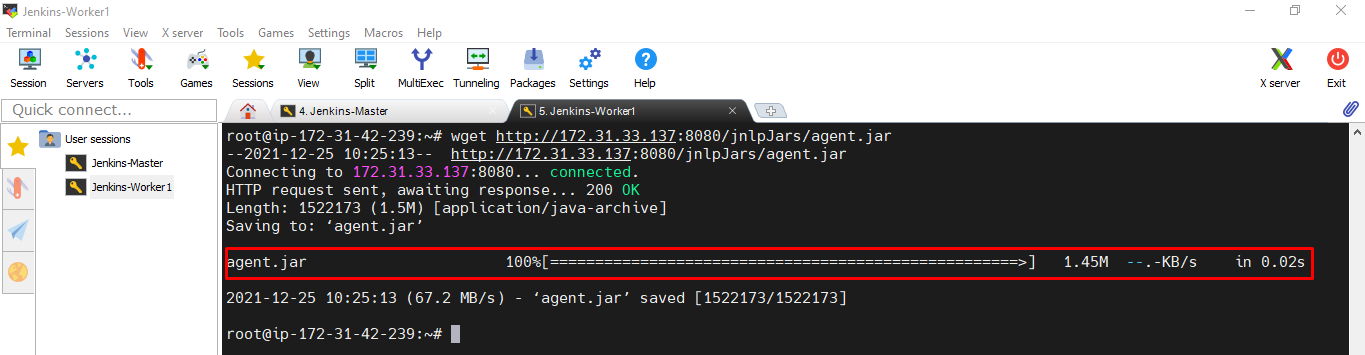 Jenkins-Worker1
Terminal Sessions View X server Tools Games Settings Macros Help
Session Servers Tools Games Sessions View Split MultiExec Tunneling Packages Settings Help X server Exit
Quick connect...
4. Jenkins-Master
5. Jenkins-Worker1
User sessions
Jenkins-Master
Jenkins-Worker1
root@ip-172-31-42-239:~# wget http://172.31.33.137:8080/jnlpJars/agent.jar
--2021-12-25 10:25:13--  http://172.31.33.137:8080/jnlpJars/agent.jar
Connecting to 172.31.33.137:8080... connected.
HTTP request sent, awaiting response... 200 OK
Length: 1522173 (1.5M) [application/java-archive]
Saving to: ‘agent.jar’
agent.jar 100%[====================================================>] 1.45M --.-KB/s in 0.02s
2021-12-25 10:25:13 (67.2 MB/s) - ‘agent.jar’ saved [1522173/1522173]
root@ip-172-31-42-239:~#